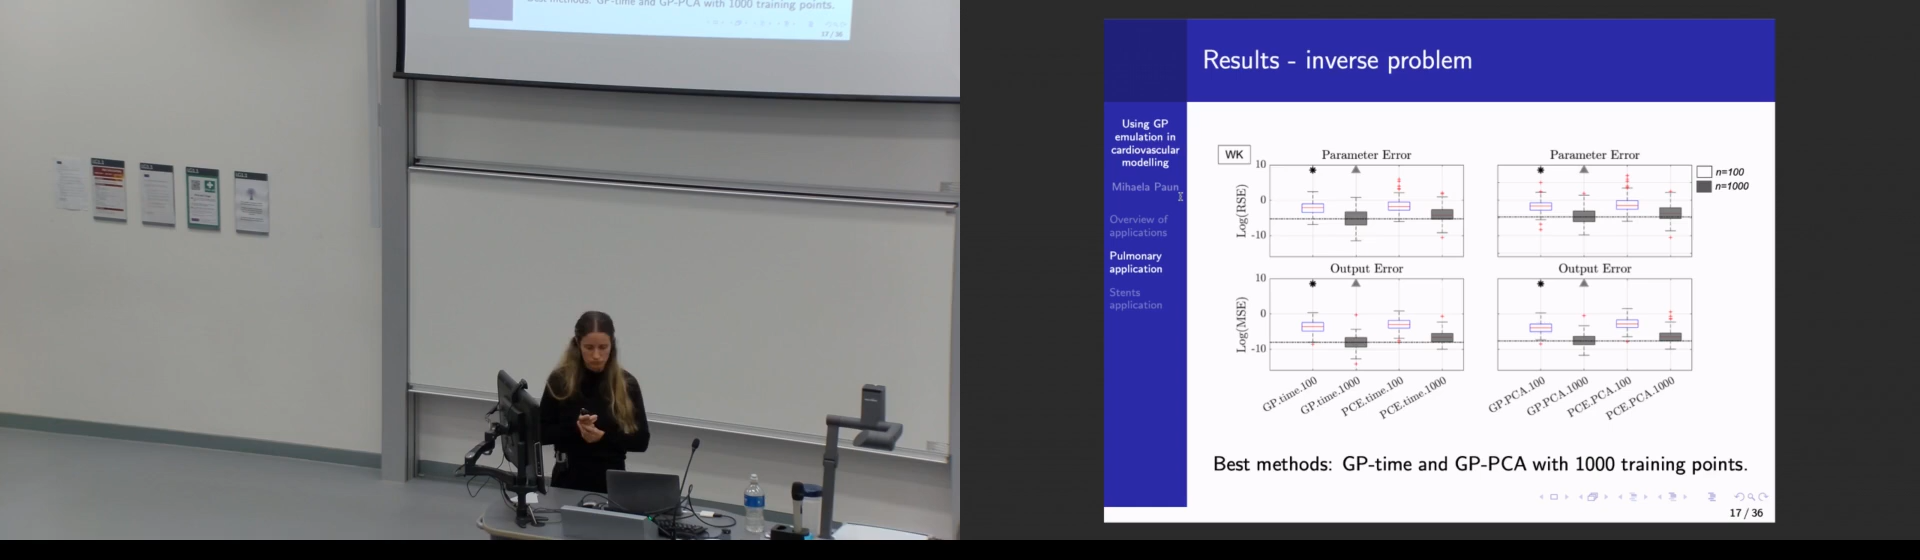 Best methods: GP-time and GP-PCA with 1000 training points.
17 / 36
Results - inverse problem
Using GP
emulation in
cardiovascular
modelling
Mihaela Paun
Overview of
applications
Pulmonary
application
Stents
application
WK
Parameter Error
Parameter Error
n=100
n=1000
10
0
-10
Log(RSE)
Output Error
Output Error
10
0
-10
Log(MSE)
GP.time.100
GP.time.1000
PCE.time.100
PCE.time.1000
GP.PCA.100
GP.PCA.1000
PCE.PCA.100
PCE.PCA.1000
Best methods: GP-time and GP-PCA with 1000 training points.
17 / 36